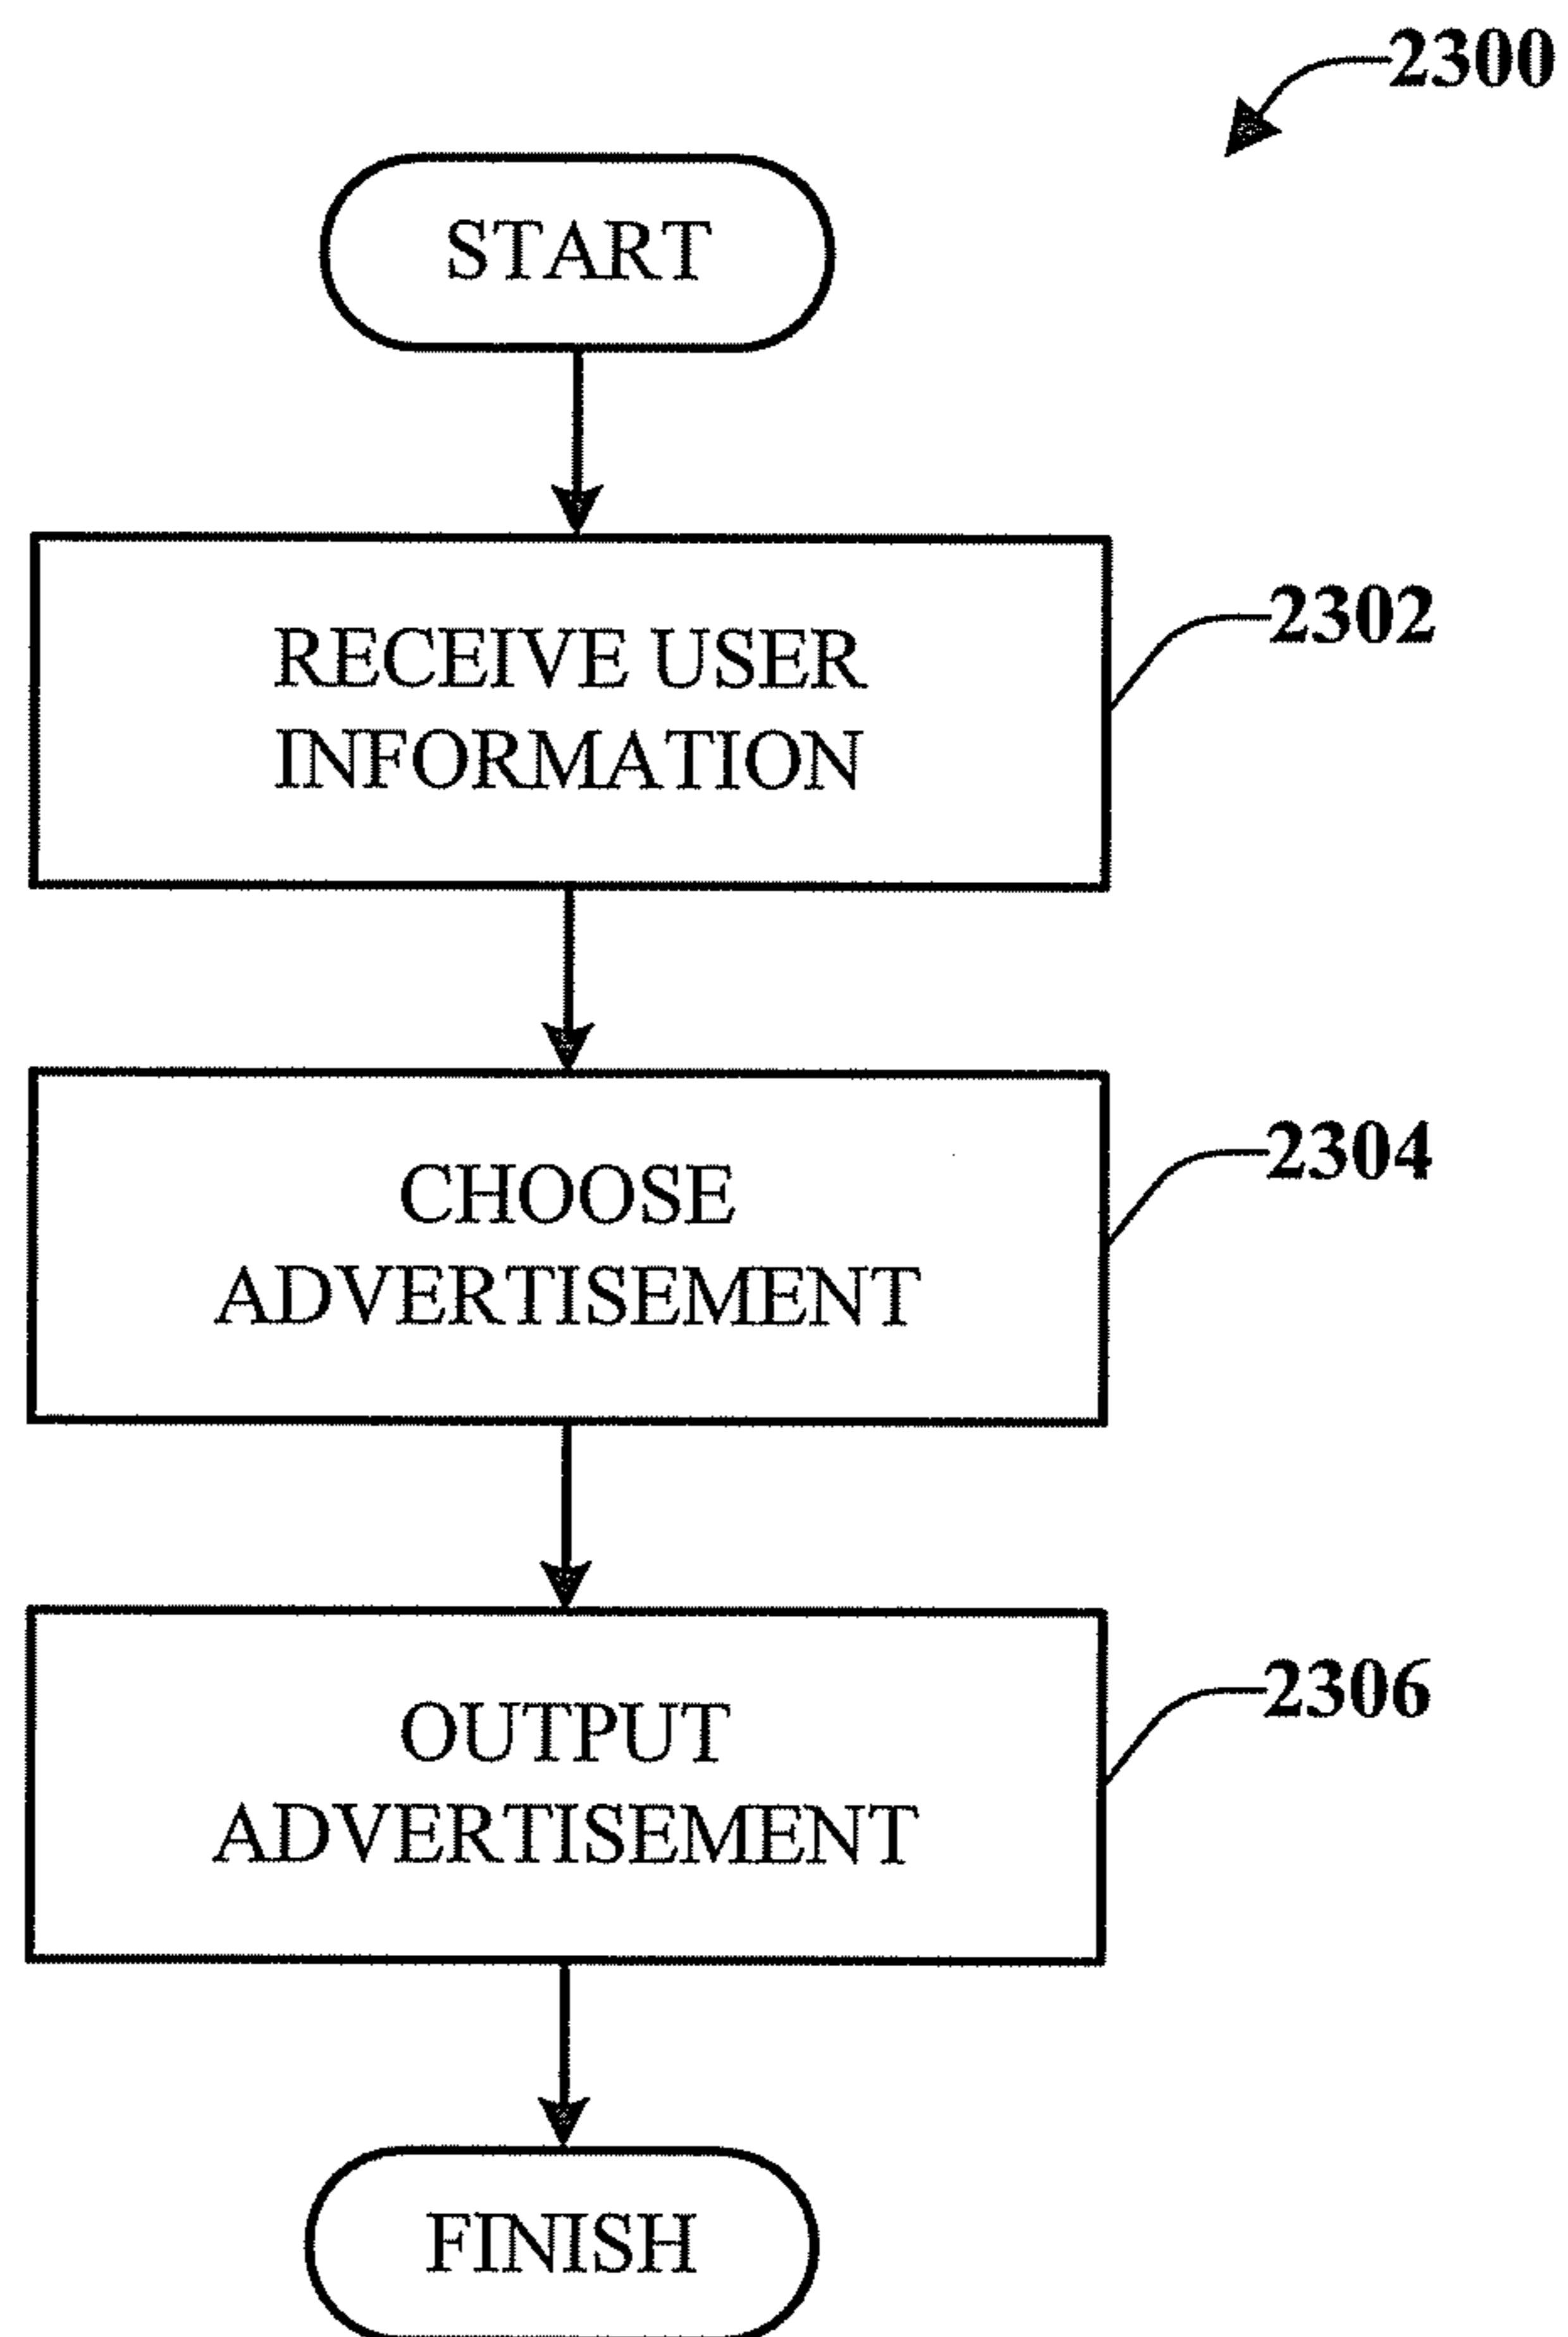 2300
START
RECEIVE USER
INFORMATION
2302
CHOOSE
ADVERTISEMENT
2304
OUTPUT
ADVERTISEMENT
2306
FINISH